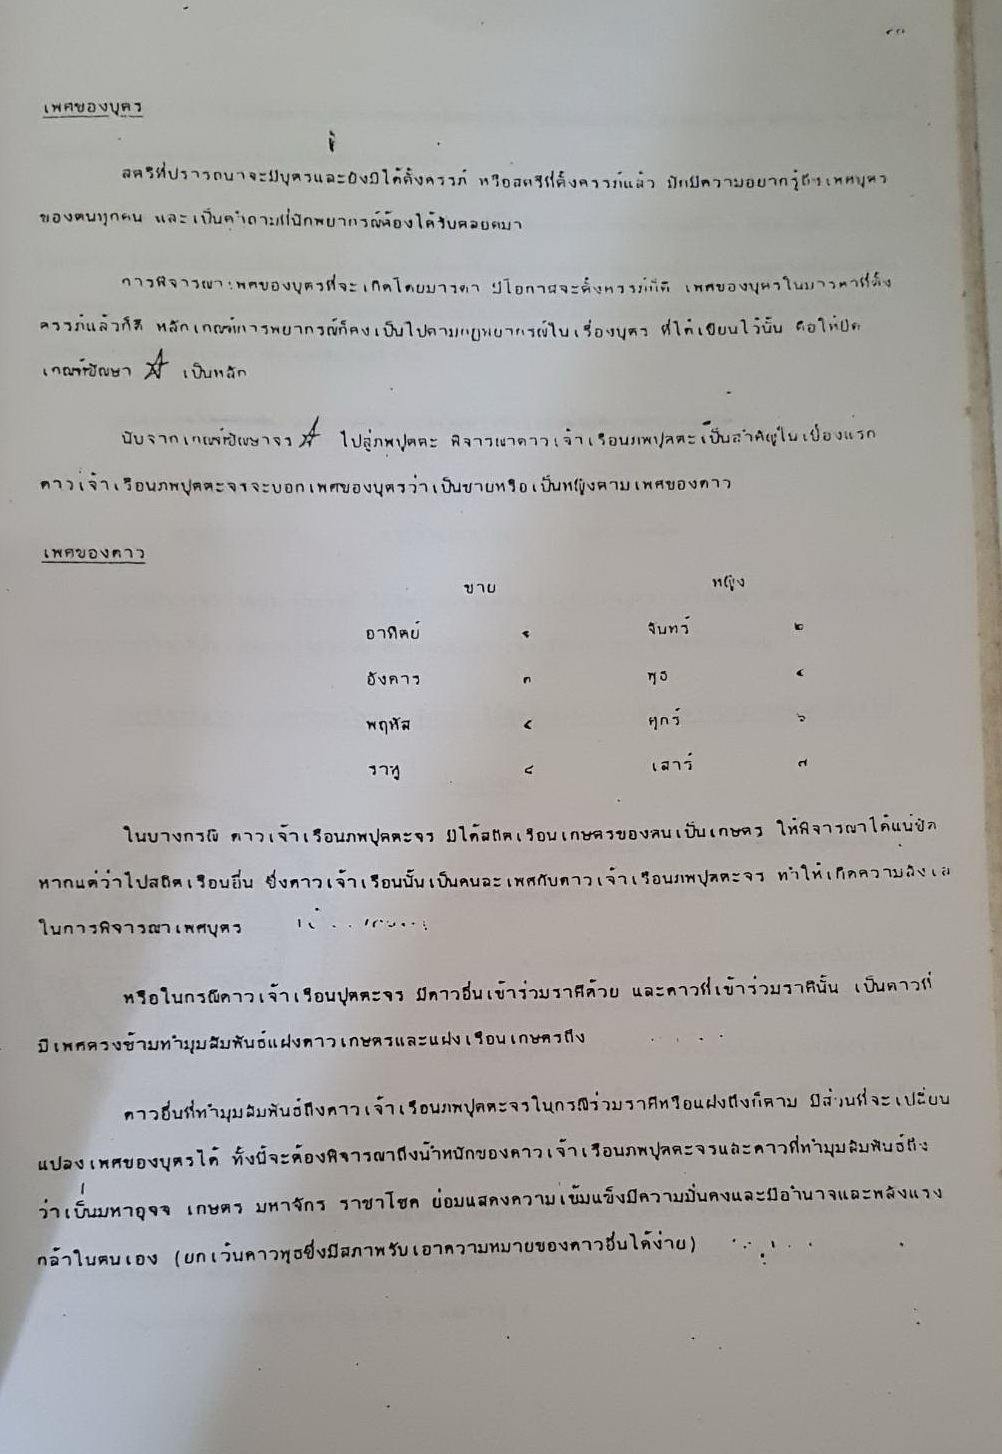 เพศของบุตร
สตรีที่ปรารถนาจะมีบุตรและยังมิได้ตั้งครรภ์ หรือสตรีที่ตั้งครรภ์แล้ว มักมีความอยากรู้ถึงเพศบุตร
ของตนทุกคน และเป็นคำถามที่นักพยากรณ์ต้องได้รับตลอดมา
การพิจารณาเพศของบุตรที่จะเกิดโดยมารดา มีโอกาสจะตั้งครรภ์ก็ดี เพศของบุตรในมารดาที่ตั้ง
ครรภ์แล้วก็ดี หลักเกณฑ์การพยากรณ์ก็คงเป็นไปตามกฎพยากรณ์ในเรื่องบุตร ที่ได้เขียนไว้นั้น คือให้ยึด
เกณฑ์ชัณษา เป็นหลัก
นับจากเกณฑ์ชัณษาจร ไปสู่ภพปุตตะ พิจารณาดาวเจ้าเรือนภพปุตตะเป็นสำคัญในเบื้องแรก
ดาวเจ้าเรือนภพปุตตะจรจะบอกเพศของบุตรว่าเป็นชายหรือเป็นหญิงตามเพศของดาว
เพศของดาว
ชาย หญิง
อาทิตย์ ๑ จันทร์ ๒
อังคาร ๓ พุธ ๔
พฤหัส ๕ ศุกร์ ๖
ราหู ๘ เสาร์ ๗
ในบางกรณี ดาวเจ้าเรือนภพปุตตะจร มิได้สถิตเรือนเกษตรของตนเป็นเกษตร ให้พิจารณาได้แน่ชัด
หากแต่ว่าไปสถิตเรือนอื่น ซึ่งดาวเจ้าเรือนนั้นเป็นคนละเพศกับดาวเจ้าเรือนภพปุตตะจร ทำให้เกิดความลังเล
ในการพิจารณาเพศบุตร
หรือในกรณีดาวเจ้าเรือนปุตตะจร มีดาวอื่นเข้าร่วมราศีด้วย และดาวที่เข้าร่วมราศีนั้น เป็นดาวที่
มีเพศตรงข้ามทำมุมสัมพันธ์แฝงดาวเกษตรและแฝงเรือนเกษตรถึง
ดาวอื่นที่ทำมุมสัมพันธ์ถึงดาวเจ้าเรือนภพปุตตะจรในกรณีร่วมราศีหรือแฝงถึงก็ตาม มีส่วนที่จะเปลี่ยน
แปลงเพศของบุตรได้ ทั้งนี้จะต้องพิจารณาถึงน้ำหนักของดาวเจ้าเรือนภพปุตตะจรและดาวที่ทำมุมสัมพันธ์ถึง
ว่าเป็นมหาอุจจ เกษตร มหาจักร ราชาโชค ย่อมแสดงความเข้มแข็งมีความมั่นคงและมีอำนาจและพลังแรง
กล้าในตนเอง (ยกเว้นดาวพุธซึ่งมีสภาพรับเอาความหมายของดาวอื่นได้ง่าย)